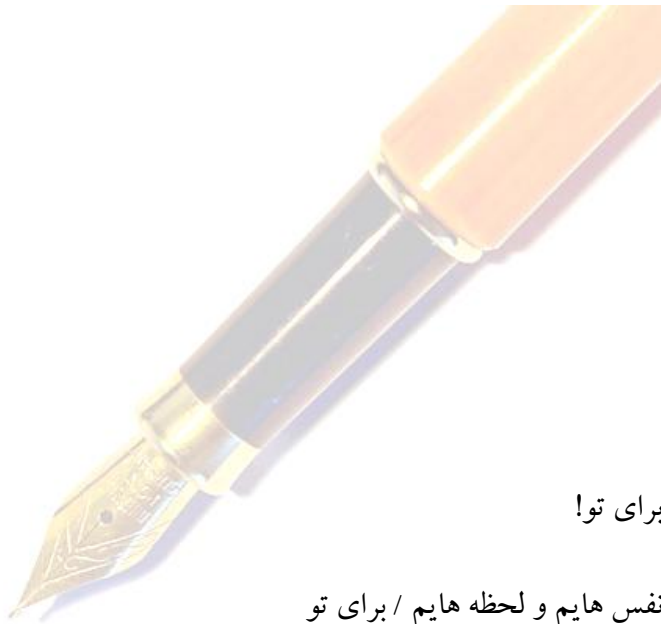 برای تو!
نفس هایم و لحظه هایم / برای تو